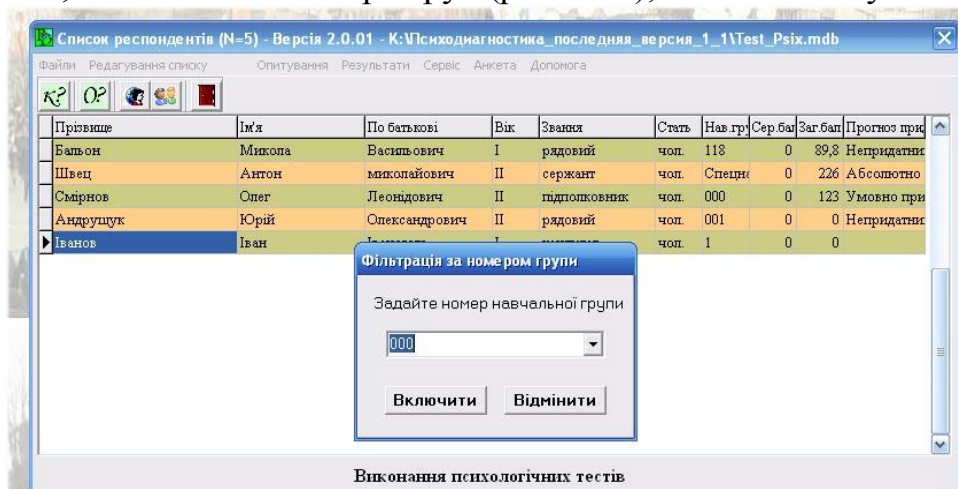 Список респондентів (N=5) - Версія 2.0.01 - K:\Психодиагностика_последняя_версия_1_1\Test_Psix.mdb
Файли Редагування списку Опитування Результати Сервіс Анкета Допомога
К? О?
Прізвище Ім'я По батькові Вік Звання Стать Нав.гру Сер.бал Заг.бал Прогноз прид
Бальон Микола Васильович I рядовий чол. 118 0 89,8 Непридатни
Швец Антон миколайович II сержант чол. Специ 0 226 Абсолютно
Смірнов Олег Леонідович II підполковник чол. 000 0 123 Умовно при
Андрущук Юрій Олександрович II рядовий чол. 001 0 0 Непридатни
Іванов Іван чол. 1 0 0
Фільтрація за номером групи
Задайте номер навчальної групи
000
Включити Відмінити
Виконання психологічних тестів